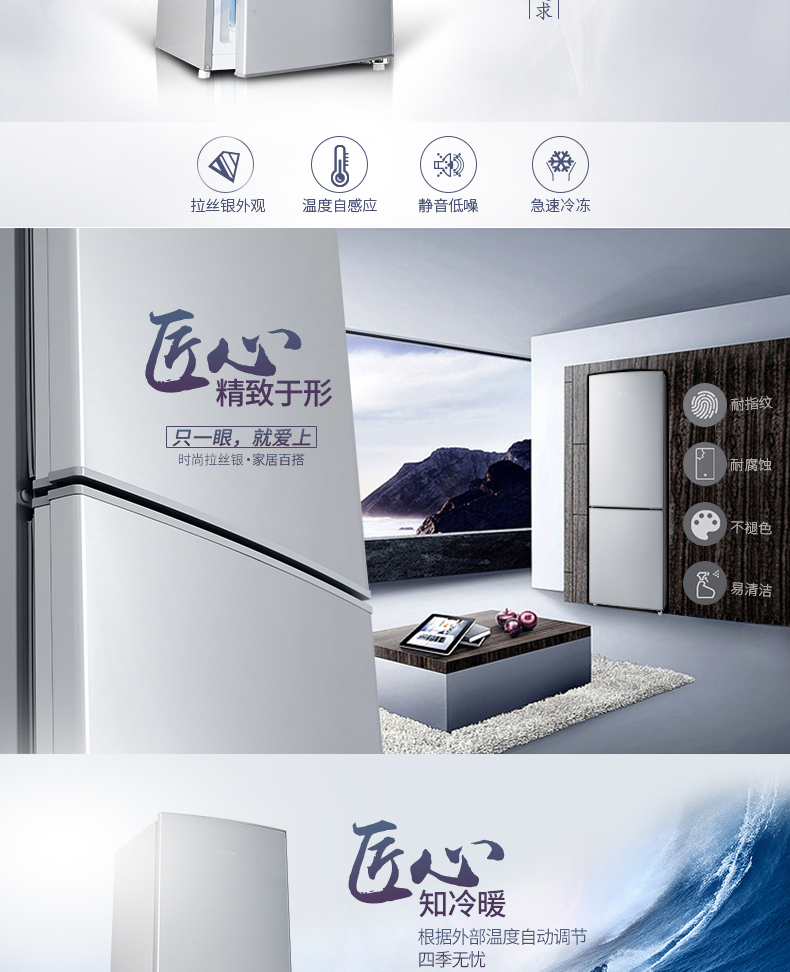 求
拉丝银外观
温度自感应
静音低噪
急速冷冻
匠心
精致于形
只一眼，就爱上
时尚拉丝银·家居百搭
耐指纹
耐腐蚀
不褪色
易清洁
匠心
知冷暖
根据外部温度自动调节
四季无忧